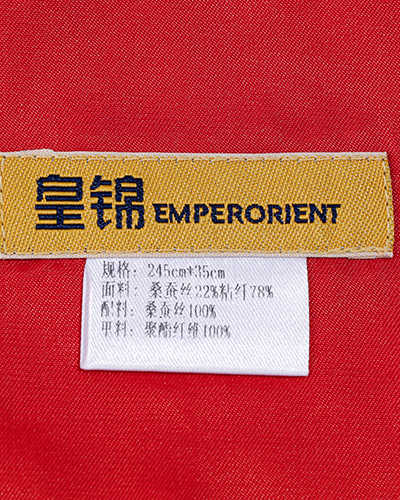 皇锦 EMPERORIENT
规格: 245cm*35cm
面料: 桑蚕丝22%粘纤78%
配料: 桑蚕丝100%
里料: 聚酯纤维100%